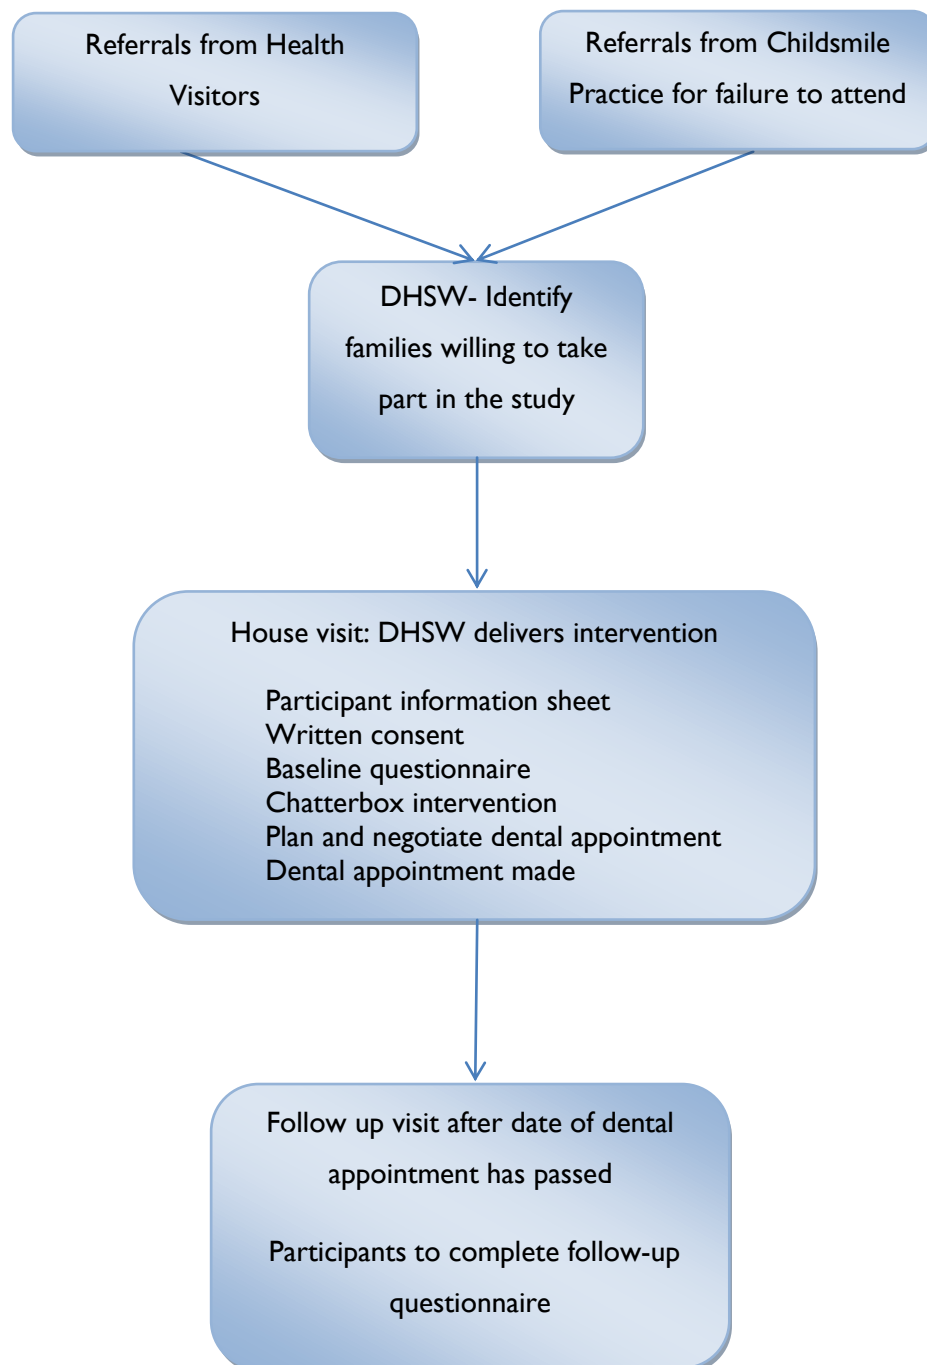 Referrals from Health
Visitors
Referrals from Childsmile
Practice for failure to attend
DHSW- Identify
families willing to take
part in the study
House visit: DHSW delivers intervention
Participant information sheet
Written consent
Baseline questionnaire
Chatterbox intervention
Plan and negotiate dental appointment
Dental appointment made
Follow up visit after date of dental
appointment has passed
Participants to complete follow-up
questionnaire